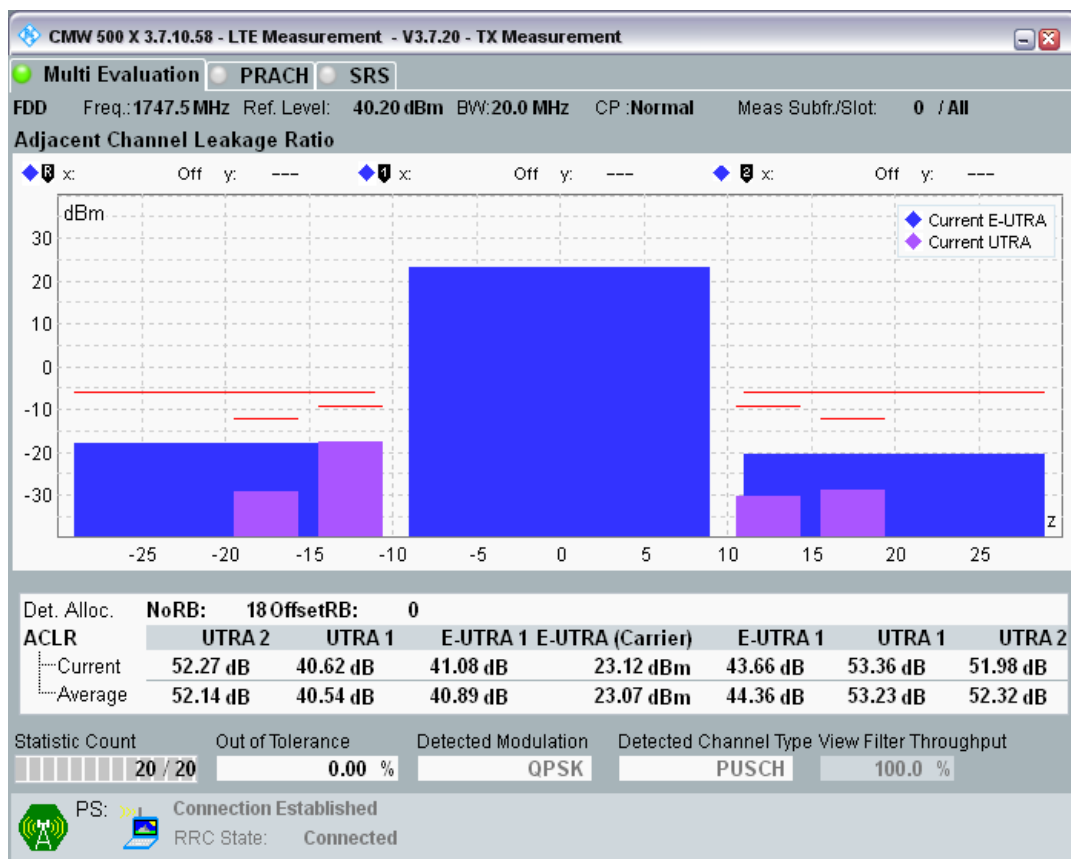 CMW 500 X 3.7.10.58 - LTE Measurement - V3.7.20 - TX Measurement
Multi Evaluation PRACH SRS
FDD Freq.: 1747.5 MHz Ref. Level: 40.20 dBm BW: 20.0 MHz CP : Normal Meas Subfr./Slot: 0 / All
Adjacent Channel Leakage Ratio
R x: Off y: --- 1 x: Off y: --- 2 x: Off y: ---
dBm
Current E-UTRA
Current UTRA
30
20
10
0
-10
-20
-30
z
-25 -20 -15 -10 -5 0 5 10 15 20 25
Det. Alloc. NoRB: 18 OffsetRB: 0
ACLR UTRA 2 UTRA 1 E-UTRA 1 E-UTRA (Carrier) E-UTRA 1 UTRA 1 UTRA 2
Current 52.27 dB 40.62 dB 41.08 dB 23.12 dBm 43.66 dB 53.36 dB 51.98 dB
Average 52.14 dB 40.54 dB 40.89 dB 23.07 dBm 44.36 dB 53.23 dB 52.32 dB
Statistic Count Out of Tolerance Detected Modulation Detected Channel Type View Filter Throughput
20 / 20 0.00 % QPSK PUSCH 100.0 %
PS: Connection Established
RRC State: Connected